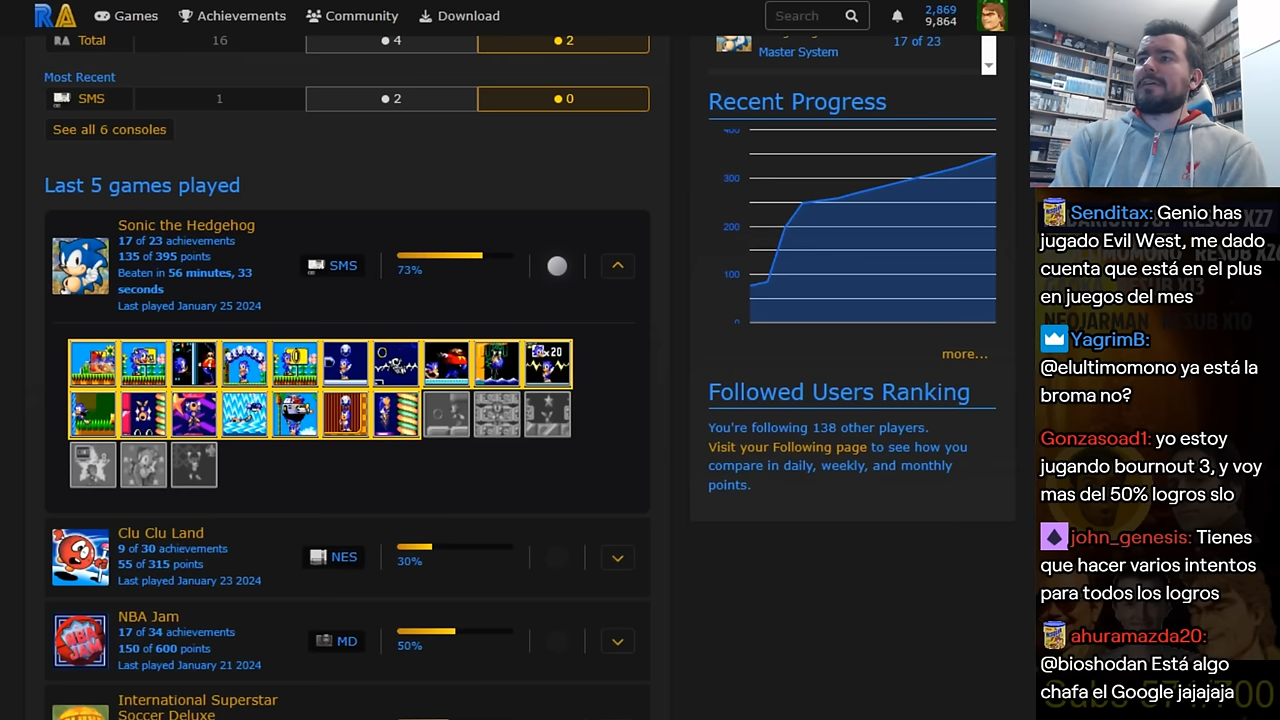 RA Games Achievements Community Download
Search
2,869
9,864
RA Total 16 4 2
Most Recent
SMS 1 2 0
See all 6 consoles
Last 5 games played
Sonic the Hedgehog
17 of 23 achievements
135 of 395 points
Beaten in 56 minutes, 33
seconds
Last played January 25 2024
SMS
73%
Clu Clu Land
9 of 30 achievements
55 of 315 points
Last played January 23 2024
NES
30%
NBA Jam
17 of 34 achievements
150 of 600 points
Last played January 21 2024
MD
50%
International Superstar
Soccer Deluxe
Master System
17 of 23
Recent Progress
400
300
200
100
0
more...
Followed Users Ranking
You're following 138 other players.
Visit your Following page to see how you
compare in daily, weekly, and monthly
points.
Senditax: Genio has
jugado Evil West, me dado
cuenta que está en el plus
en juegos del mes
YagrimB:
@elultimomono ya está la
broma no?
Gonzasoad1: yo estoy
jugando bournout 3, y voy
mas del 50% logros slo
john_genesis: Tienes
que hacer varios intentos
para todos los logros
ahuramazda20:
@bioshodan Está algo
chafa el Google jajajaja